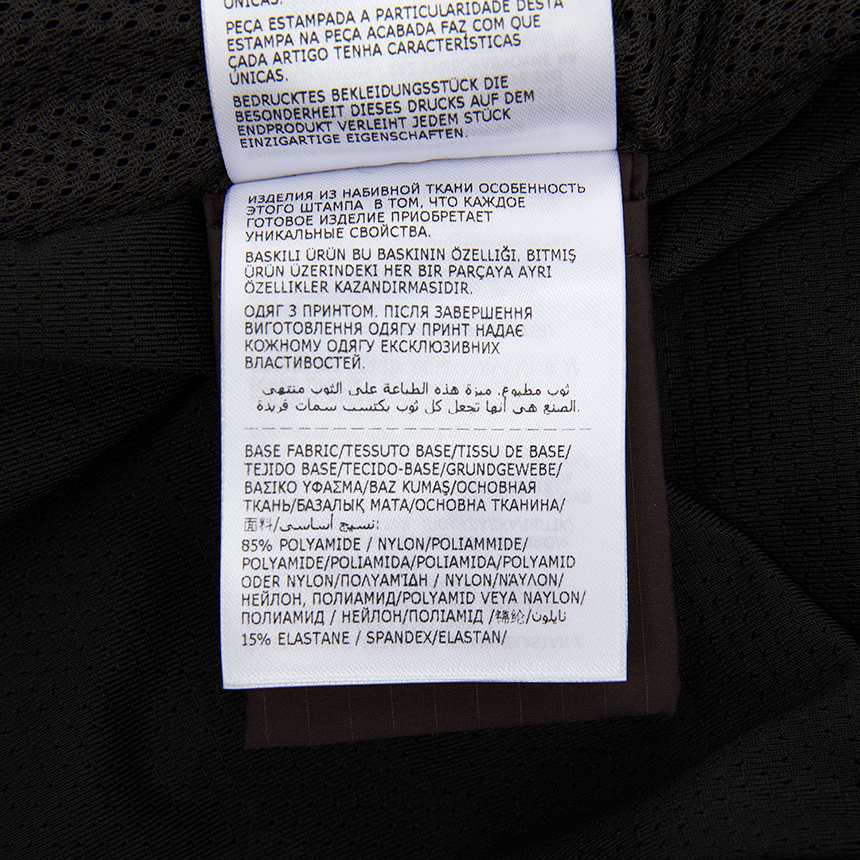 ÚNICAS.
PEÇA ESTAMPADA A PARTICULARIDADE DESTA
ESTAMPA NA PEÇA ACABADA FAZ COM QUE
ÇADA ARTIGO TENHA CARACTERÍSTICAS
ÚNICAS.
BEDRUCKTES BEKLEIDUNGSSTÜCK DIE
BESONDERHEIT DIESES DRUCKS AUF DEM
ENDPRODUKT VERLEIHT JEDEM STÜCK
EINZIGARTIGE EIGENSCHAFTEN.
ИЗДЕЛИЯ ИЗ НАБИВНОЙ ТКАНИ ОСОБЕННОСТЬ
ЭТОГО ШТАМПА В ТОМ, ЧТО КАЖДОЕ
ГОТОВОЕ ИЗДЕЛИЕ ПРИОБРЕТАЕТ
УНИКАЛЬНЫЕ СВОЙСТВА.
BASKILI ÜRÜN BU BASKININ ÖZELLİĞİ, BITMIŞ
ÜRÜN ÜZERINDEKI HER BIR PARÇAYA AYRI
ÖZELLIKLER KAZANDIRMASIDIR.
ОДЯГ З ПРИНТОМ. ПІСЛЯ ЗАВЕРШЕННЯ
ВИГОТОВЛЕННЯ ОДЯГУ ПРИНТ НАДАЄ
КОЖНОМУ ОДЯГУ ЕКСКЛЮЗИВНИХ
ВЛАСТИВОСТЕЙ.
ثوب مطبوع. ميزة هذه الطباعة على الثوب منتهى
الصنع هي أنها تجعل كل ثوب يكتسب سمات فريدة.
BASE FABRIC/TESSUTO BASE/TISSU DE BASE/
TEJIDO BASE/TECIDO-BASE/GRUNDGEWEBE/
ΒΑΣΙΚΟ ΥΦΑΣΜΑ/BAZ KUMAŞ/ОСНОВНАЯ
ТКАНЬ/БАЗАЛЫҚ МАТА/ОСНОВНА ТКАНИНА/
面料/نسيج أساسى:
85% POLYAMIDE / NYLON/POLIAMMIDE/
POLYAMIDE/POLIAMIDA/POLIAMIDA/POLYAMID
ODER NYLON/ΠΟΛΥΑΜΊΔΗ / NYLON/ΝΑΥΛΟΝ/
НЕЙЛОН, ПОЛИАМИД/POLYAMID VEYA NAYLON/
ПОЛИАМИД / НЕЙЛОН/ПОЛІАМІД /锦纶/نايلون
15% ELASTANE / SPANDEX/ELASTAN/